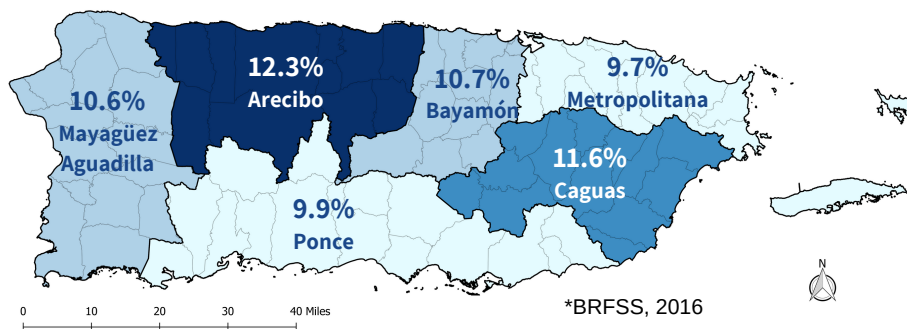 12.3%
Arecibo
10.6%
Mayagüez
Aguadilla
10.7%
Bayamón
9.7%
Metropolitana
11.6%
Caguas
9.9%
Ponce
0 10 20 30 40 Miles
*BRFSS, 2016
N